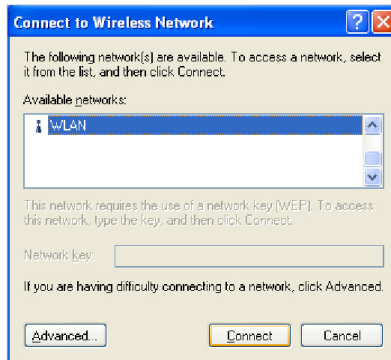 Connect to Wireless Network
The following network(s) are available. To access a network, select
it from the list, and then click Connect.
Available networks:
WLAN
This network requires the use of a network key (WEP). To access
this network, type the key, and then click Connect.
Network key:
If you are having difficulty connecting to a network, click Advanced.
Advanced... Connect Cancel